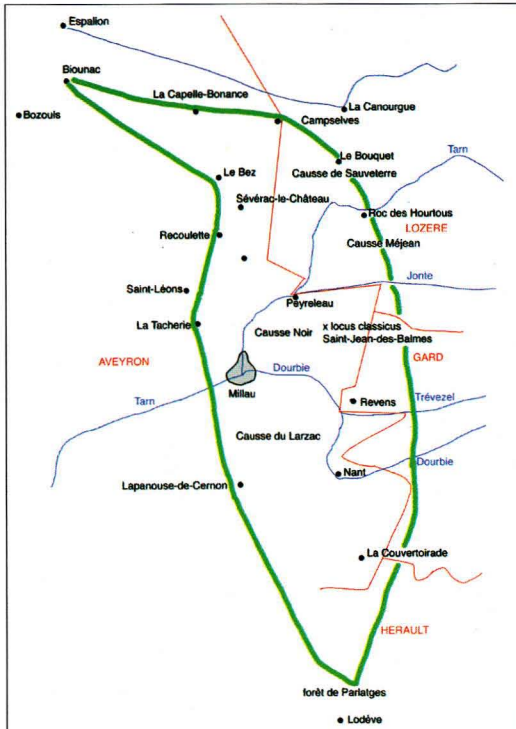 Espalion
Biounac
La Capelle-Bonance
La Canourgue
Bozouls
Campselves
Le Bouquet
Tarn
Causse de Sauveterre
Le Bez
Sévérac-le-Château
Roc des Hourtous
LOZERE
Recoulette
Causse Méjean
Jonte
Saint-Léons
Peyreleau
La Tacherie
Causse Noir
x locus classicus
Saint-Jean-des-Balmes
AVEYRON
GARD
Dourbie
Tarn
Millau
Revens
Trévezel
Causse du Larzac
Dourbie
Nant
Lapanouse-de-Cernon
La Couvertoirade
HERAULT
forêt de Parlatges
Lodève